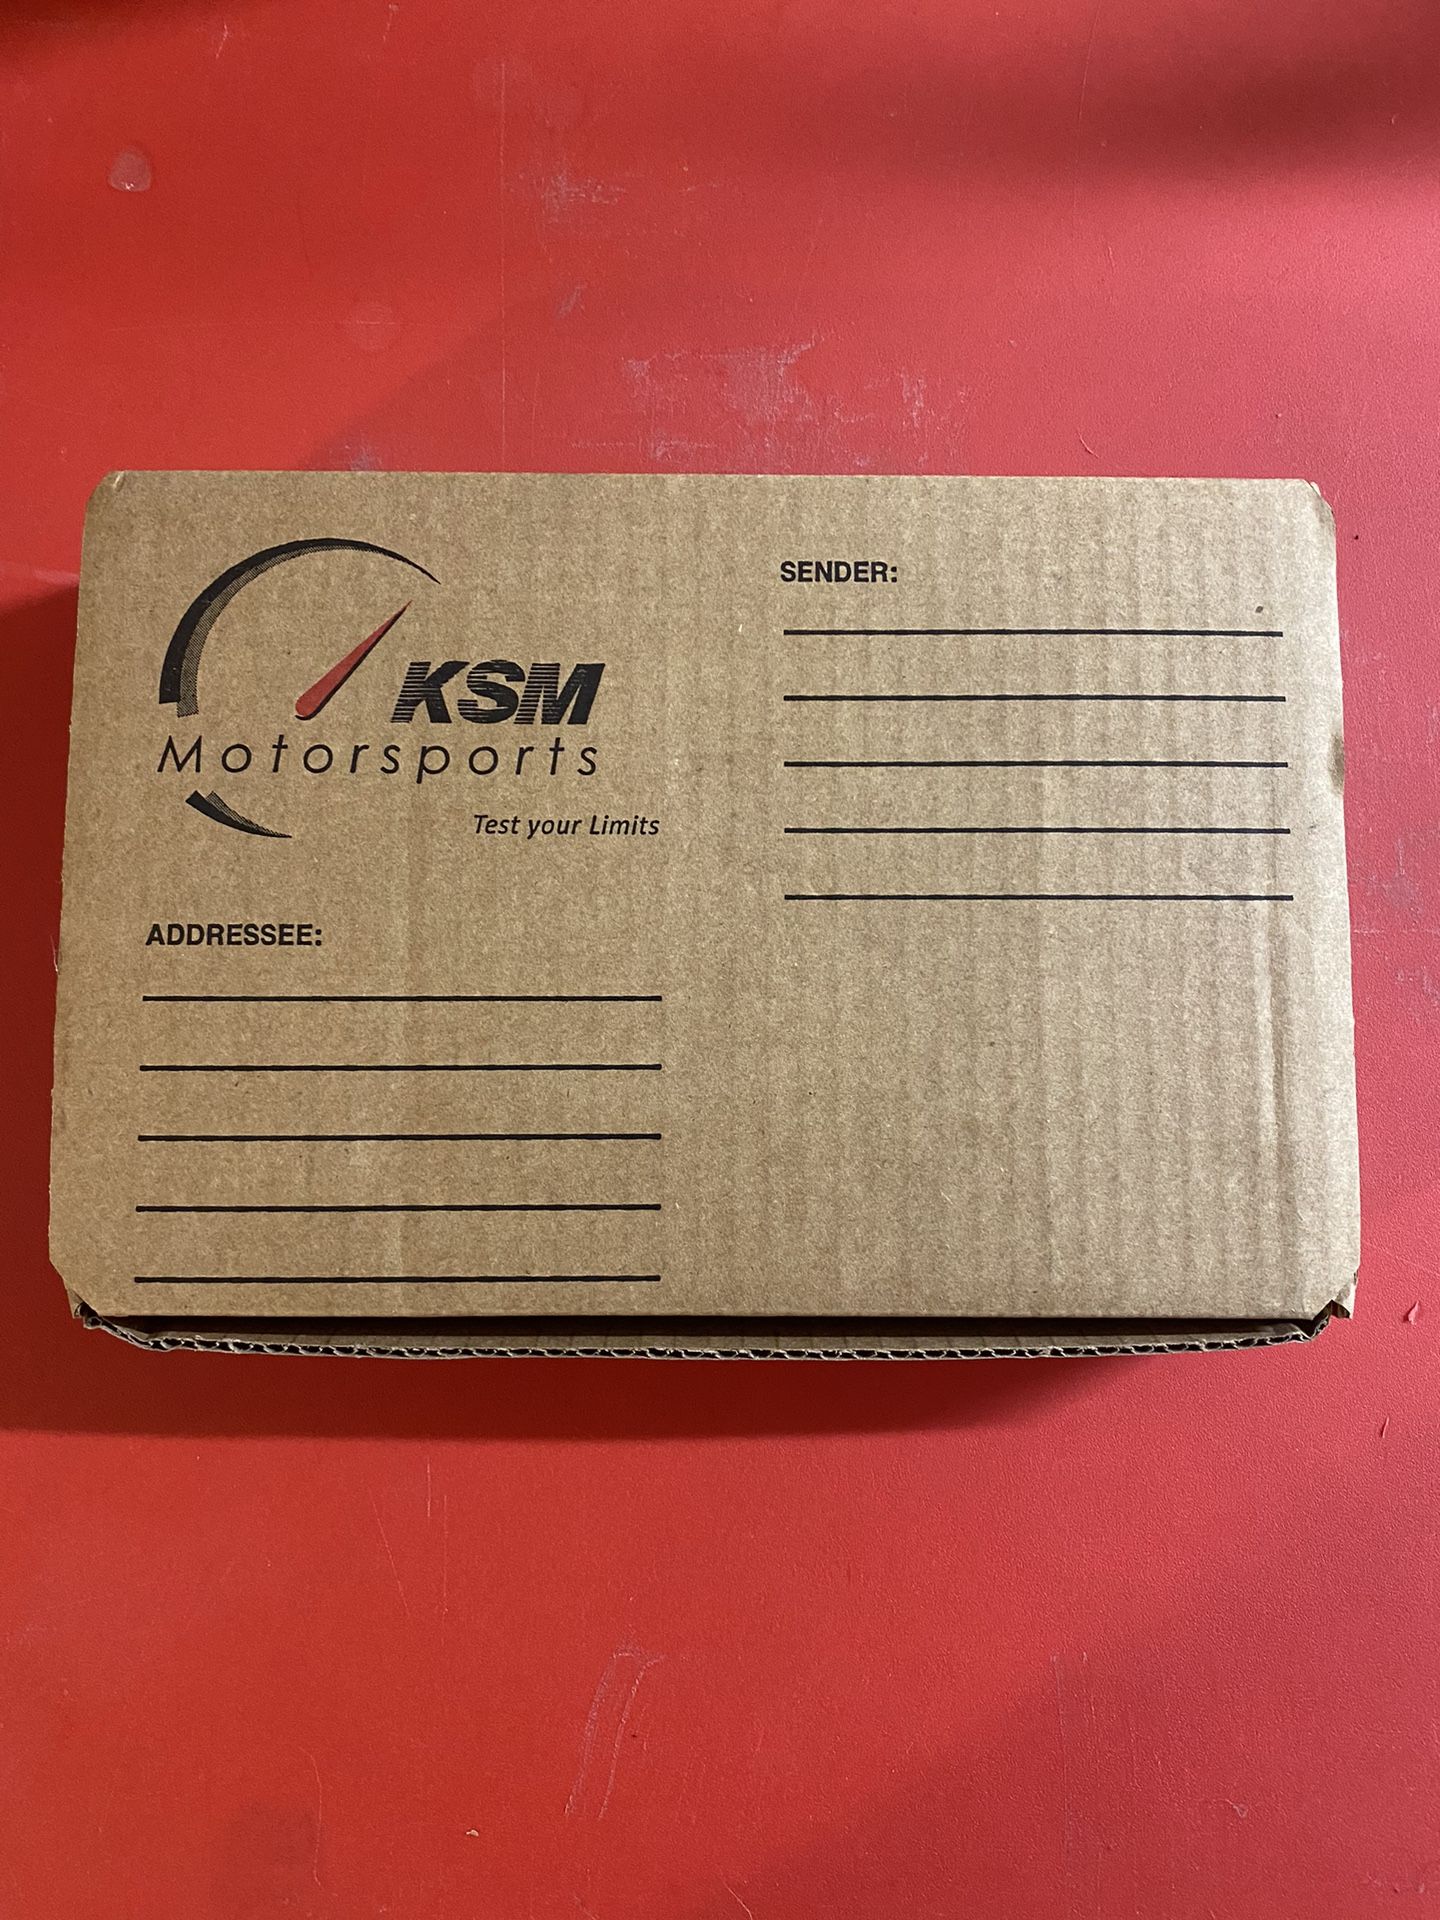 KSM
Motorsports
Test your Limits
SENDER:
ADDRESSEE: